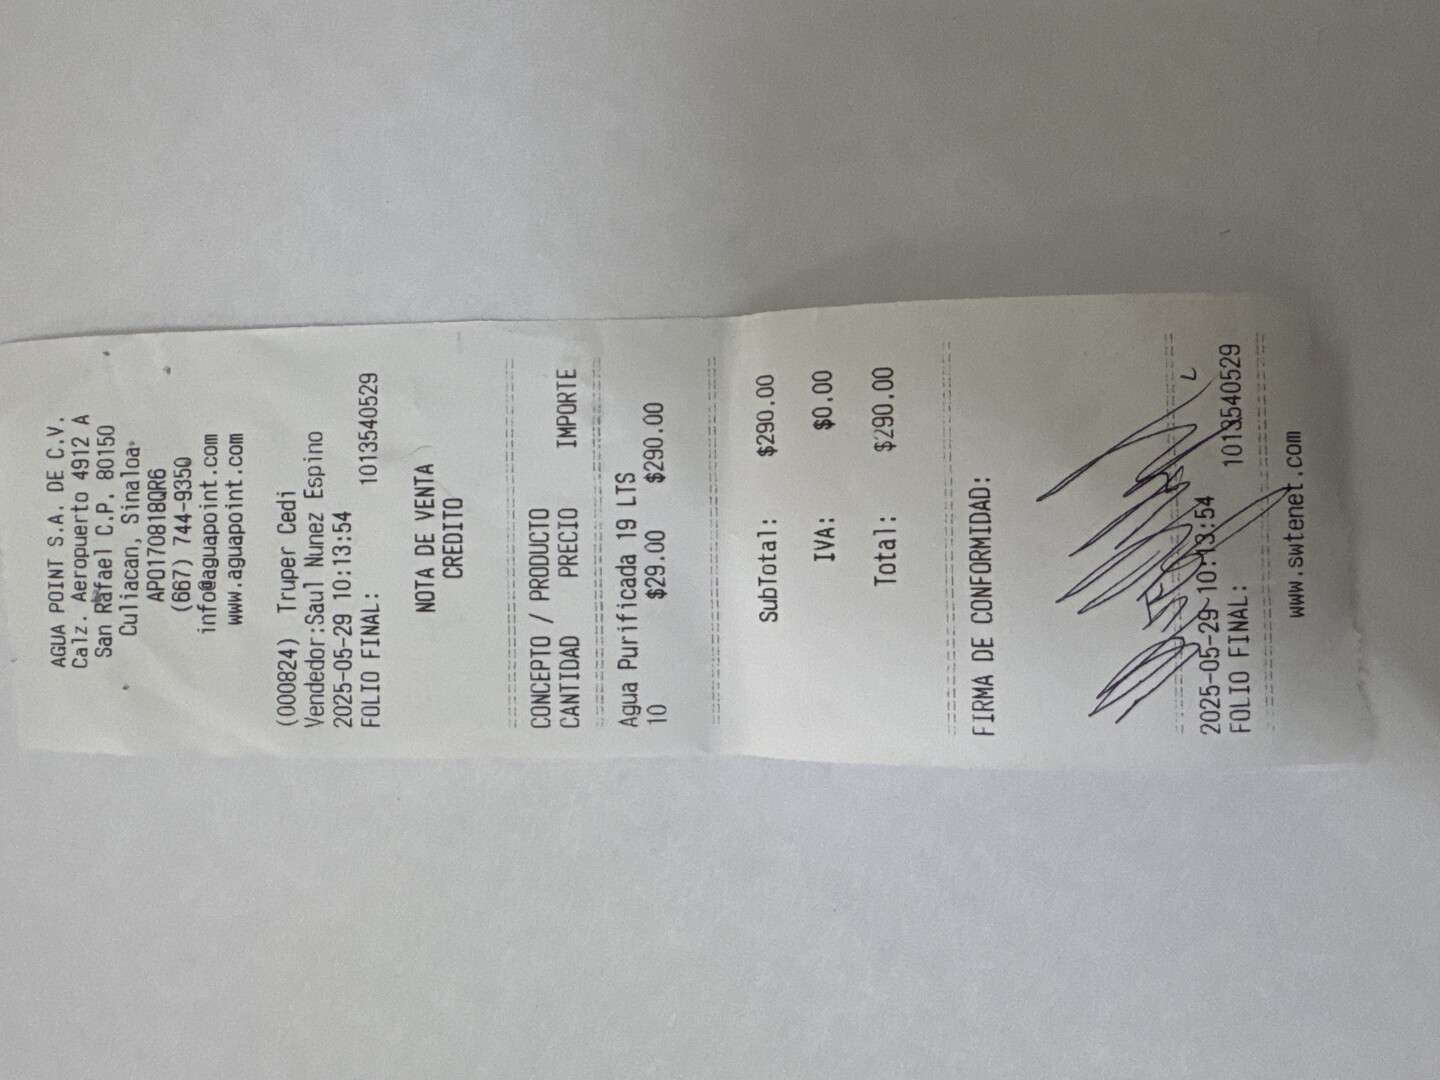 AGUA POINT S.A. DE C.V.
Calz. Aeropuerto 4912 A
San Rafael C.P. 80150
Culiacan, Sinaloa
APO170818QR6
(667) 744-9350
info@aguapoint.com
www.aguapoint.com
(000824) Truper Cedi
Vendedor:Saul Nunez Espino
2025-05-29 10:13:54
FOLIO FINAL: 1013540529
NOTA DE VENTA
CREDITO
CONCEPTO / PRODUCTO
CANTIDAD PRECIO IMPORTE
Agua Purificada 19 LTS
10 $29.00 $290.00
SubTotal: $290.00
IVA: $0.00
Total: $290.00
FIRMA DE CONFORMIDAD:
2025-05-29 10:13:54
FOLIO FINAL: 1013540529
www.swtenet.com